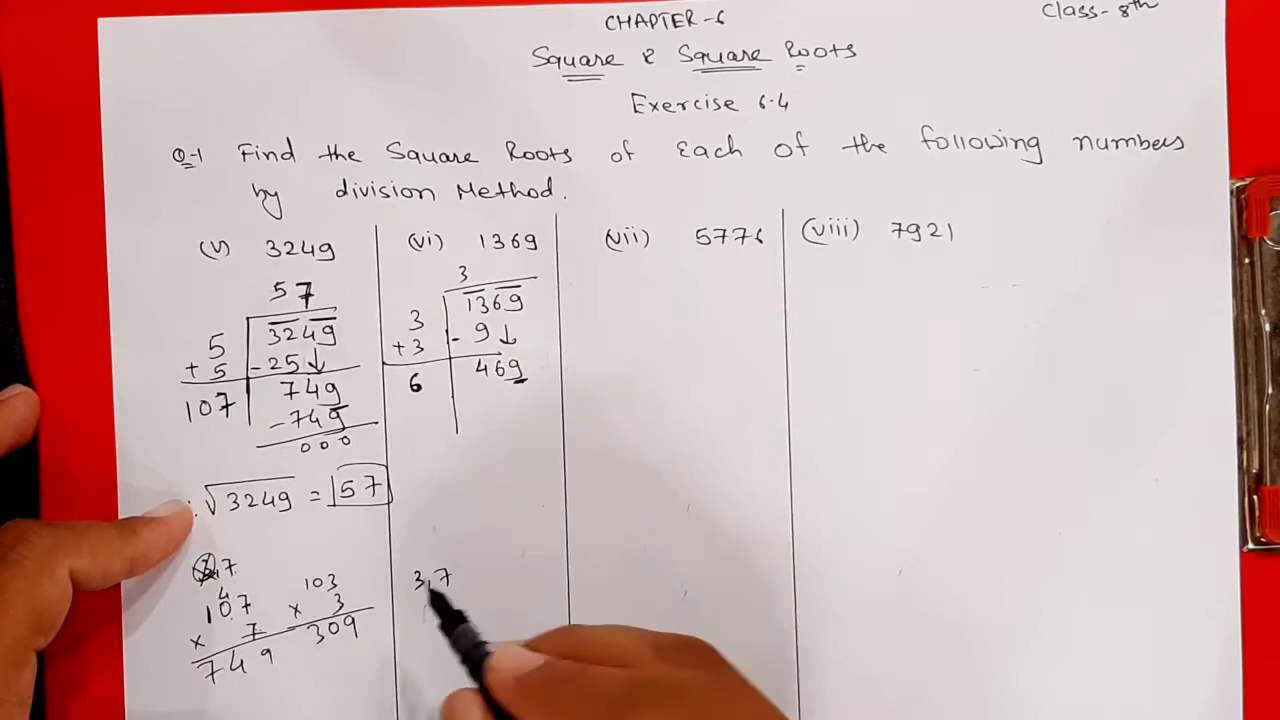 CHAPTER-6
Class-8th
Square & Square Roots
Exercise 6.4
Q-1 Find the Square Roots of Each of the following numbers
by division Method.
(v) 3249
57
5
3249
+5
-25↓
107
749
-749
000
∴ √3249 = 57
7
4
107
× 7
749
103
× 3
309
(vi) 1369
3
3
1369
+3
-9↓
6
469
3,7
(vii) 5776
(viii) 7921